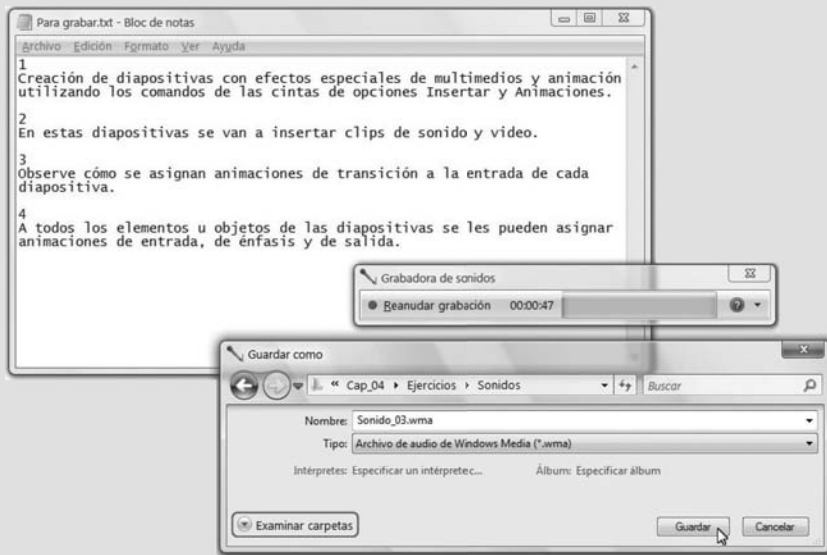 Para grabar.txt - Bloc de notas
Archivo Edición Formato Ver Ayuda
1
Creación de diapositivas con efectos especiales de multimedios y animación
utilizando los comandos de las cintas de opciones Insertar y Animaciones.
2
En estas diapositivas se van a insertar clips de sonido y video.
3
Observe cómo se asignan animaciones de transición a la entrada de cada
diapositiva.
4
A todos los elementos u objetos de las diapositivas se les pueden asignar
animaciones de entrada, de énfasis y de salida.
Grabadora de sonidos
Reanudar grabación 00:00:47
Guardar como
« Cap_04 Ejercicios Sonidos Buscar
Nombre: Sonido_03.wma
Tipo: Archivo de audio de Windows Media (*.wma)
Intérpretes: Especificar un intérpretec... Álbum: Especificar álbum
Examinar carpetas Guardar Cancelar